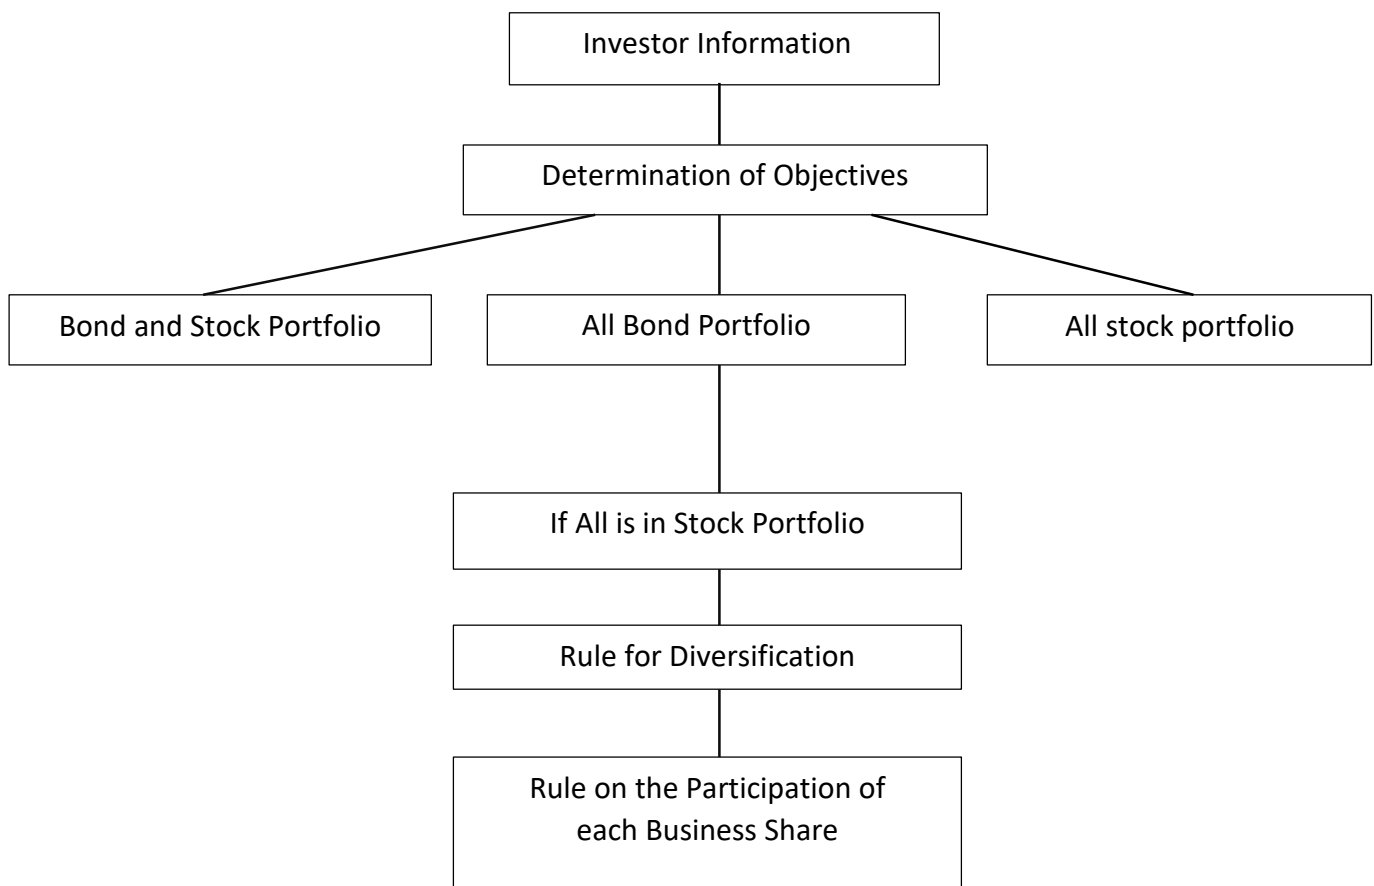 Investor Information
Determination of Objectives
Bond and Stock Portfolio
All Bond Portfolio
All stock portfolio
If All is in Stock Portfolio
Rule for Diversification
Rule on the Participation of
each Business Share